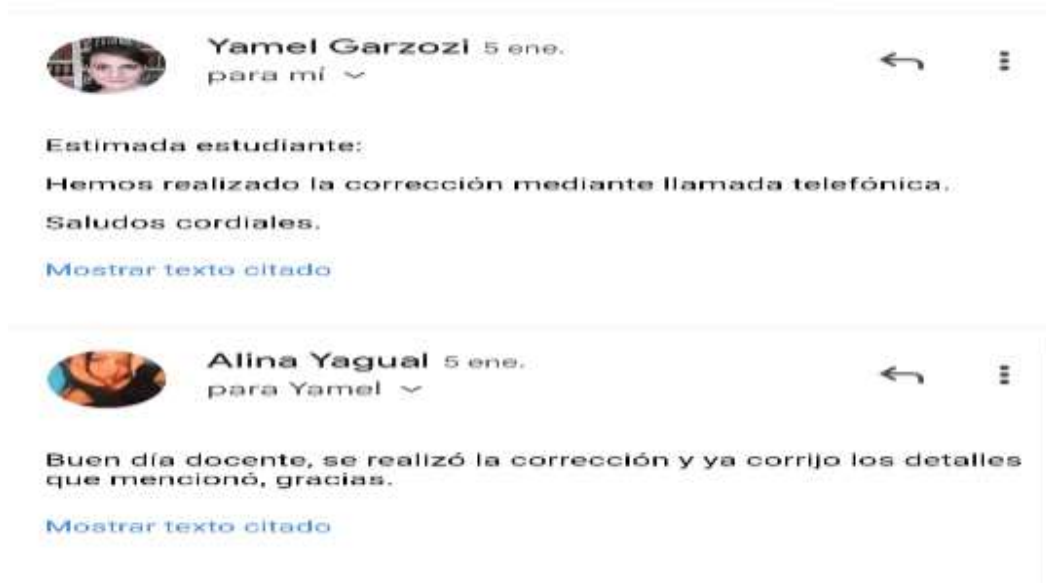 Yamel Garzozi 5 ene.
para mí
Estimada estudiante:
Hemos realizado la corrección mediante llamada telefónica.
Saludos cordiales.
Mostrar texto citado
Alina Yagual 5 ene.
para Yamel
Buen día docente, se realizó la corrección y ya corrijo los detalles
que mencionó, gracias.
Mostrar texto citado